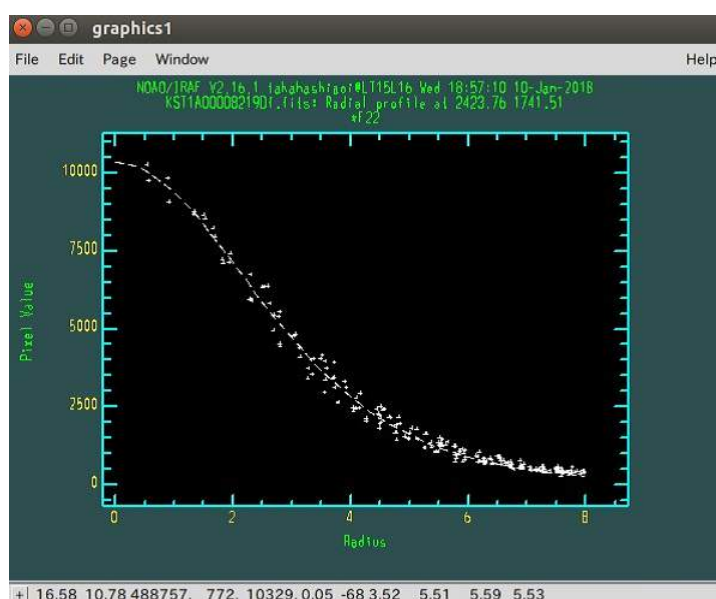 graphics1
File Edit Page Window Help
NOAO/IRAF V2.16.1 takahashinoi@LT15L16 Wed 18:57:10 10-Jan-2018
KST1A00008219Df.fits: Radial profile at 2423.76 1741.51
*F22
10000
7500
5000
2500
0
Pixel Value
0 2 4 6 8
Radius
+| 16.58 10.78 488757. 772. 10329. 0.05 -68 3.52 5.51 5.59 5.53